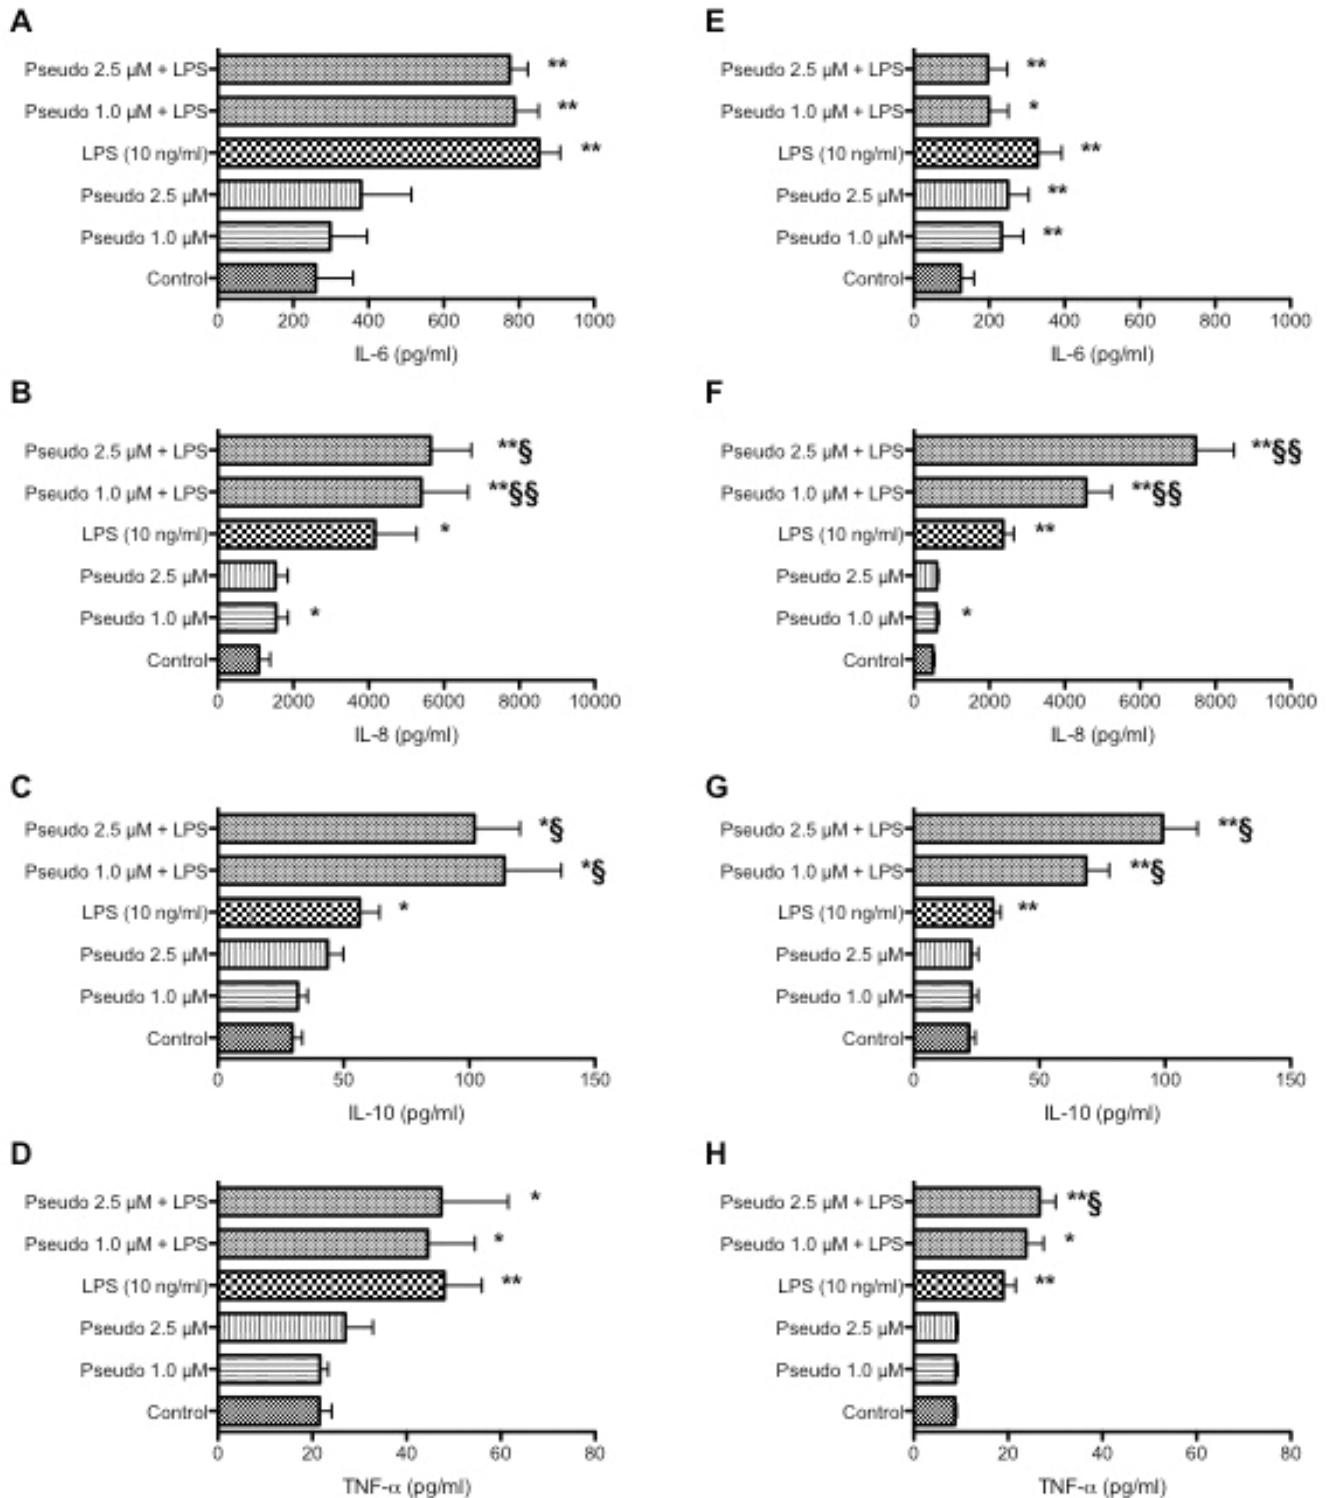 A
Pseudo 2.5 µM + LPS **
Pseudo 1.0 µM + LPS **
LPS (10 ng/ml) **
Pseudo 2.5 µM
Pseudo 1.0 µM
Control
0 200 400 600 800 1000
IL-6 (pg/ml)
B
Pseudo 2.5 µM + LPS **§
Pseudo 1.0 µM + LPS **§§
LPS (10 ng/ml) *
Pseudo 2.5 µM
Pseudo 1.0 µM *
Control
0 2000 4000 6000 8000 10000
IL-8 (pg/ml)
C
Pseudo 2.5 µM + LPS *§
Pseudo 1.0 µM + LPS *§
LPS (10 ng/ml) *
Pseudo 2.5 µM
Pseudo 1.0 µM
Control
0 50 100 150
IL-10 (pg/ml)
D
Pseudo 2.5 µM + LPS *
Pseudo 1.0 µM + LPS *
LPS (10 ng/ml) **
Pseudo 2.5 µM
Pseudo 1.0 µM
Control
0 20 40 60 80
TNF-α (pg/ml)
E
Pseudo 2.5 µM + LPS **
Pseudo 1.0 µM + LPS *
LPS (10 ng/ml) **
Pseudo 2.5 µM **
Pseudo 1.0 µM **
Control
0 200 400 600 800 1000
IL-6 (pg/ml)
F
Pseudo 2.5 µM + LPS **§§
Pseudo 1.0 µM + LPS **§§
LPS (10 ng/ml) **
Pseudo 2.5 µM
Pseudo 1.0 µM *
Control
0 2000 4000 6000 8000 10000
IL-8 (pg/ml)
G
Pseudo 2.5 µM + LPS **§
Pseudo 1.0 µM + LPS **§
LPS (10 ng/ml) **
Pseudo 2.5 µM
Pseudo 1.0 µM
Control
0 50 100 150
IL-10 (pg/ml)
H
Pseudo 2.5 µM + LPS **§
Pseudo 1.0 µM + LPS *
LPS (10 ng/ml) **
Pseudo 2.5 µM
Pseudo 1.0 µM
Control
0 20 40 60 80
TNF-α (pg/ml)